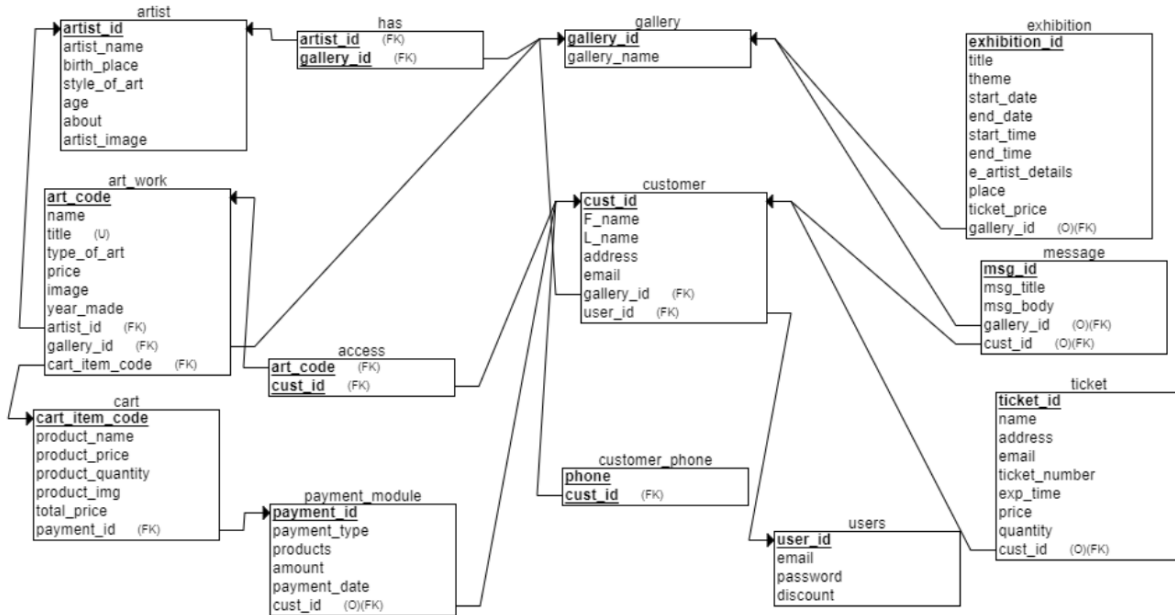 artist
artist_id
artist_name
birth_place
style_of_art
age
about
artist_image
has
artist_id (FK)
gallery_id (FK)
gallery
gallery_id
gallery_name
exhibition
exhibition_id
title
theme
start_date
end_date
start_time
end_time
e_artist_details
place
ticket_price
gallery_id (O)(FK)
art_work
art_code
name
title (U)
type_of_art
price
image
year_made
artist_id (FK)
gallery_id (FK)
cart_item_code (FK)
customer
cust_id
F_name
L_name
address
email
gallery_id (FK)
user_id (FK)
message
msg_id
msg_title
msg_body
gallery_id (O)(FK)
cust_id (O)(FK)
access
art_code (FK)
cust_id (FK)
cart
cart_item_code
product_name
product_price
product_quantity
product_img
total_price
payment_id (FK)
payment_module
payment_id
payment_type
products
amount
payment_date
cust_id (O)(FK)
customer_phone
phone
cust_id (FK)
users
user_id
email
password
discount
ticket
ticket_id
name
address
email
ticket_number
exp_time
price
quantity
cust_id (O)(FK)